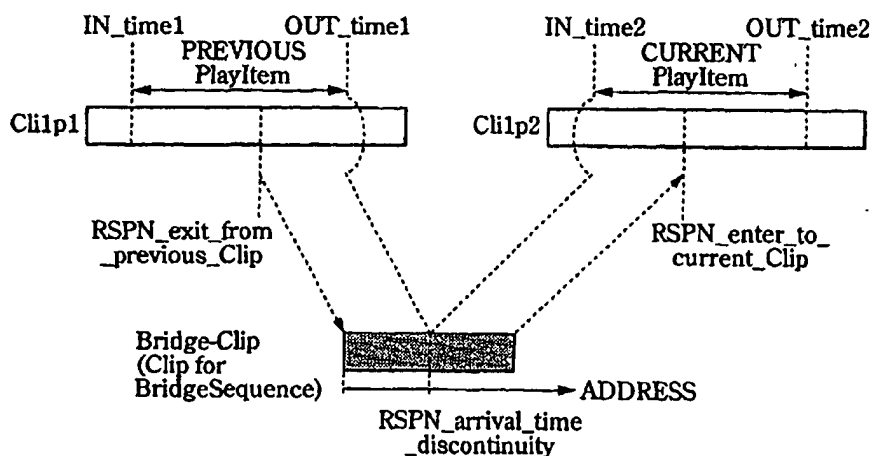 IN_time1
OUT_time1
PREVIOUS
PlayItem
IN_time2
OUT_time2
CURRENT
PlayItem
Cli1p1
Cli1p2
RSPN_exit_from
_previous_Clip
RSPN_enter_to_
current_Clip
Bridge-Clip
(Clip for
BridgeSequence)
ADDRESS
RSPN_arrival_time
_discontinuity